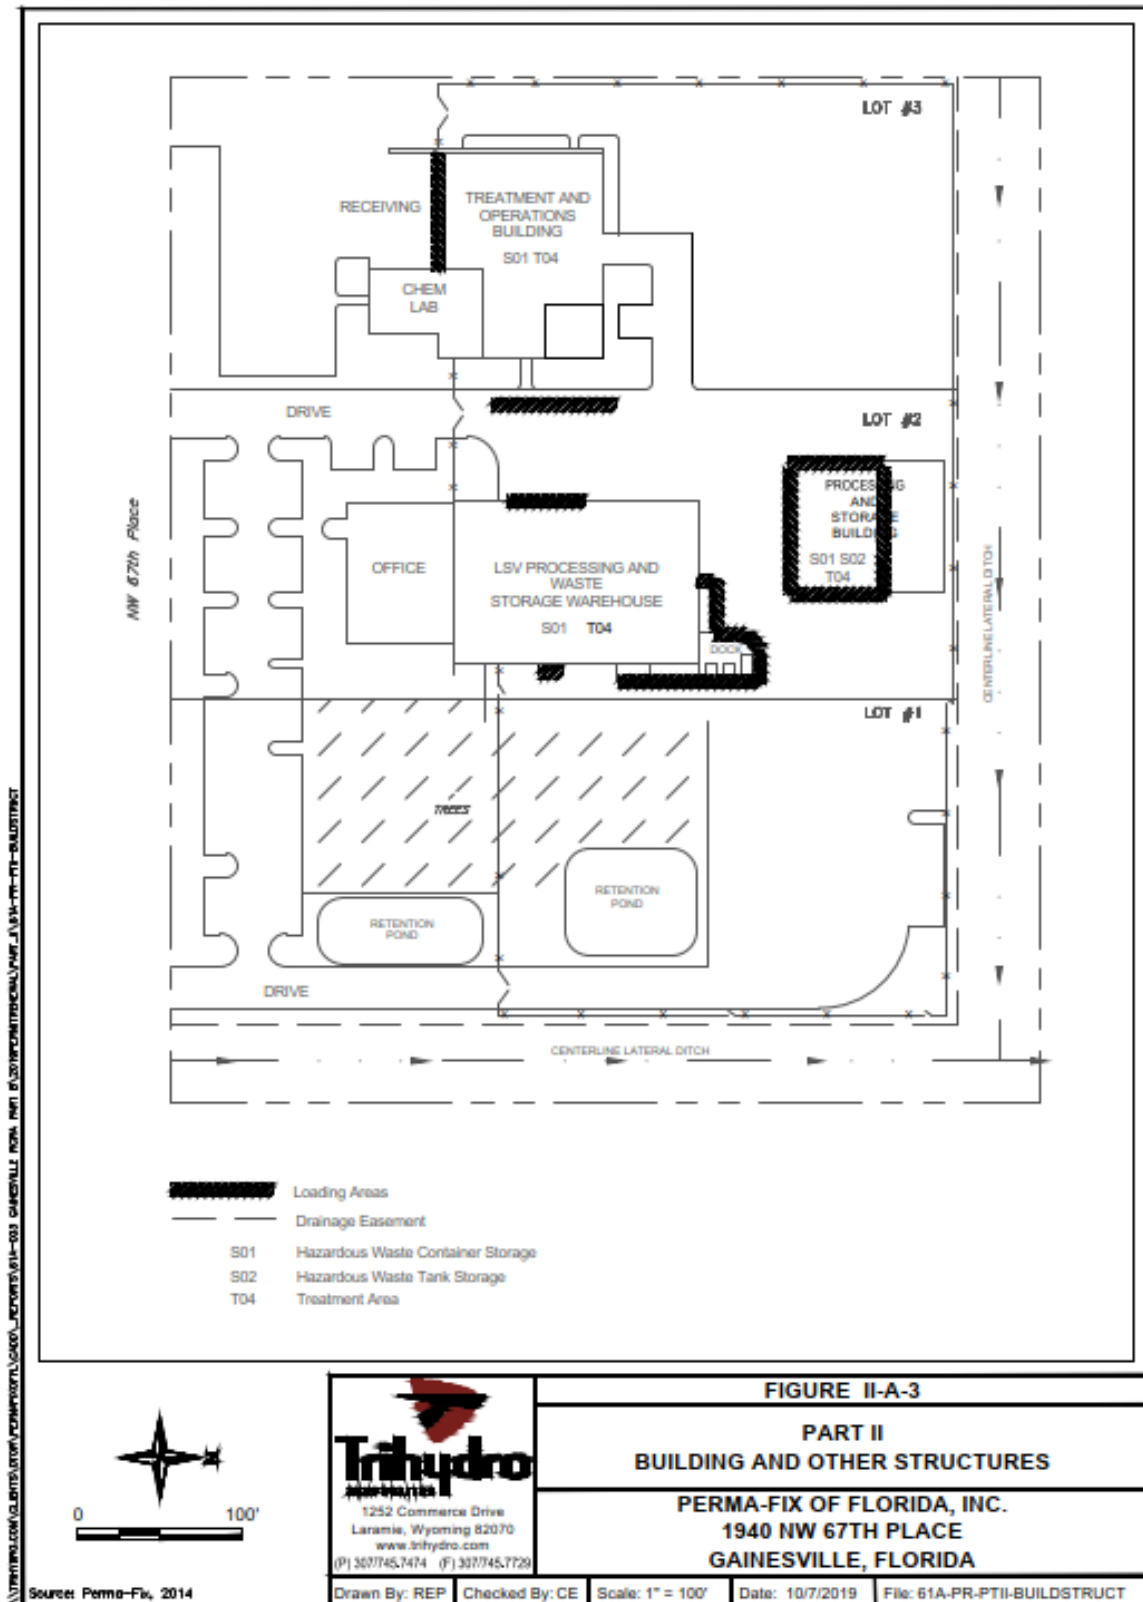 LOT #3
RECEIVING
TREATMENT AND
OPERATIONS
BUILDING
S01 T04
CHEM
LAB
DRIVE
LOT #2
NW 67th Place
PROCESSING
AND
STORAGE
BUILDING
S01 S02
T04
OFFICE
LSV PROCESSING AND
WASTE
STORAGE WAREHOUSE
S01 T04
DOCK
CENTERLINE LATERAL DITCH
LOT #1
TREES
RETENTION
POND
RETENTION
POND
DRIVE
CENTERLINE LATERAL DITCH
Loading Areas
Drainage Easement
S01 Hazardous Waste Container Storage
S02 Hazardous Waste Tank Storage
T04 Treatment Area
N
0 100'
Source: Perma-Fix, 2014
Trihydro
CORPORATION
1252 Commerce Drive
Laramie, Wyoming 82070
www.trihydro.com
(P) 307/745.7474 (F) 307/745.7729
FIGURE II-A-3
PART II
BUILDING AND OTHER STRUCTURES
PERMA-FIX OF FLORIDA, INC.
1940 NW 67TH PLACE
GAINESVILLE, FLORIDA
Drawn By: REP
Checked By: CE
Scale: 1" = 100'
Date: 10/7/2019
File: 61A-PR-PTII-BUILDSTRUCT